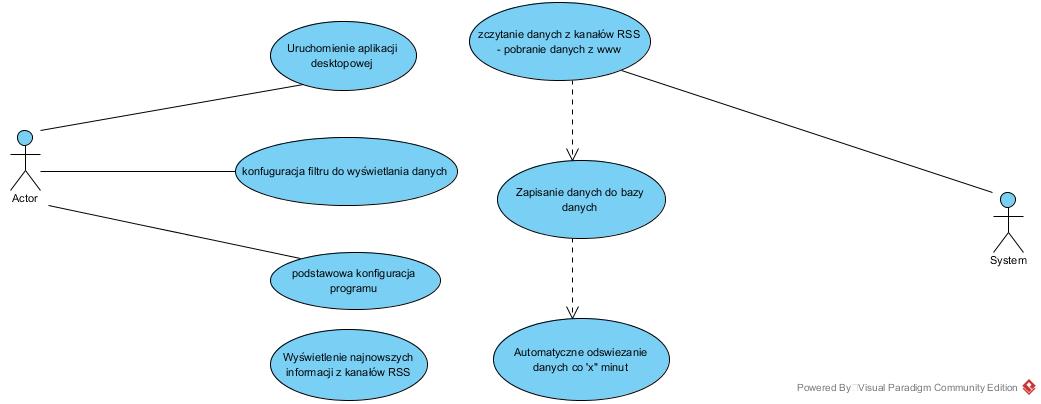 Uruchomienie aplikacji
desktopowej
zczytanie danych z kanałów RSS
- pobranie danych z www
Actor
konfuguracja filtru do wyświetlania danych
Zapisanie danych do bazy
danych
System
podstawowa konfiguracja
programu
Wyświetlenie najnowszych
informacji z kanałów RSS
Automatyczne odswiezanie
danych co 'x" minut
Powered By Visual Paradigm Community Edition